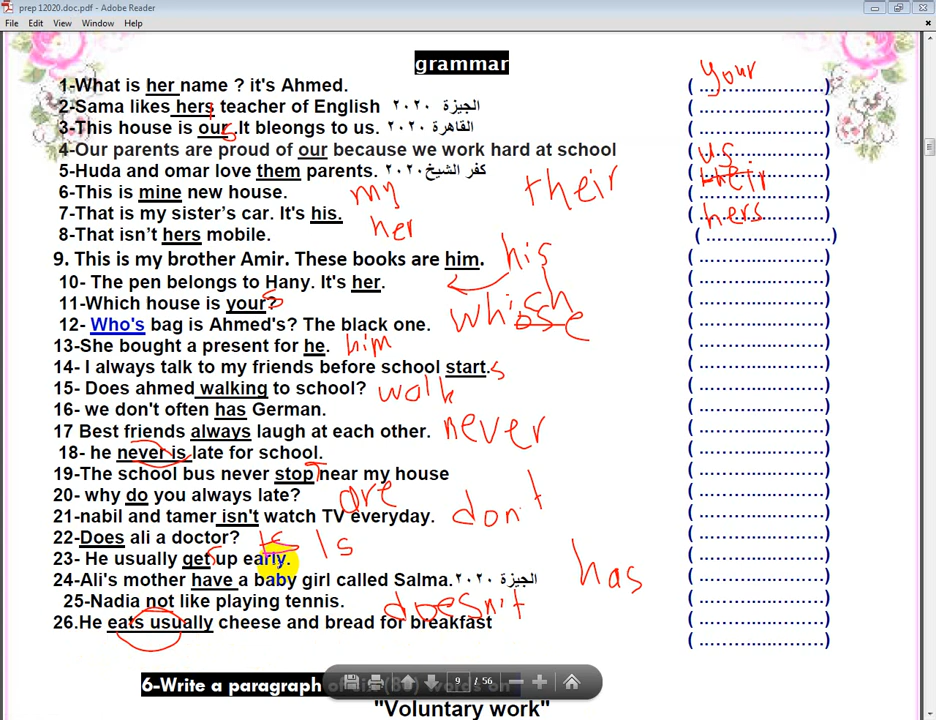 prep 12020.doc.pdf - Adobe Reader
File Edit View Window Help
grammar
1-What is her name ? it's Ahmed. (...........................) your
2-Sama likes hers teacher of English الجيزة ٢٠٢٠ (...........................)
3-This house is our s .It bleongs to us. القاهرة ٢٠٢٠ (...........................)
4-Our parents are proud of our because we work hard at school (...........................) us
5-Huda and omar love them parents. كفر الشيخ ٢٠٢٠ their (...........................) their
6-This is mine new house. my (...........................)
7-That is my sister's car. It's his. (...........................) hers
8-That isn't hers mobile. her (...........................)
9. This is my brother Amir. These books are him. his (...........................)
10- The pen belongs to Hany. It's her. (...........................)
11-Which house is your s? (...........................)
12- Who's bag is Ahmed's? The black one. which ose (...........................)
13-She bought a present for he. him (...........................)
14- I always talk to my friends before school start. s (...........................)
15- Does ahmed walking to school? walk (...........................)
16- we don't often has German. (...........................)
17 Best friends always laugh at each other. never (...........................)
18- he never is late for school. (...........................)
19-The school bus never stop near my house (...........................)
20- why do you always late? are (...........................)
21-nabil and tamer isn't watch TV everyday. don't (...........................)
22- Does ali a doctor? Is (...........................)
23- He usually get s up early. (...........................)
24-Ali's mother have a baby girl called Salma. الجيزة ٢٠٢٠ has (...........................)
25-Nadia not like playing tennis. doesn't (...........................)
26.He eats usually cheese and bread for breakfast (...........................)
9 / 56
6-Write a paragraph
"Voluntary work"